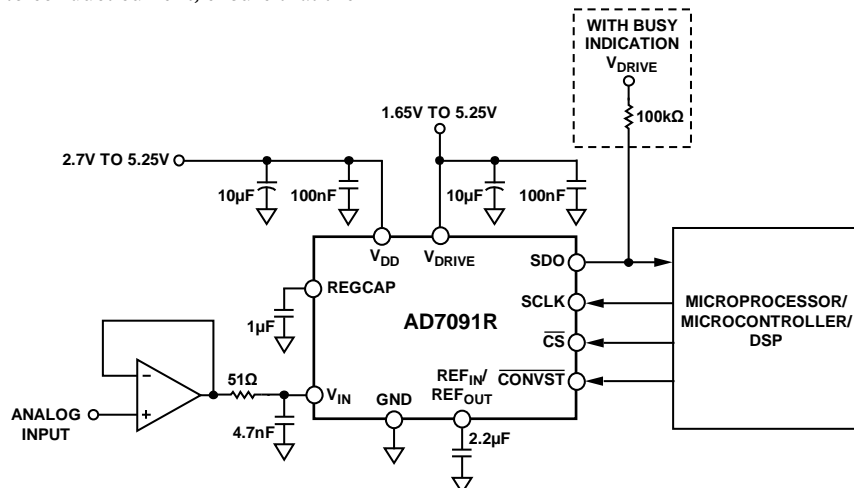 WITH BUSY
INDICATION
VDRIVE
100kΩ
1.65V TO 5.25V
2.7V TO 5.25V
10µF
100nF
10µF
100nF
VDD
VDRIVE
SDO
REGCAP
SCLK
1µF
AD7091R
CS
MICROPROCESSOR/
MICROCONTROLLER/
DSP
51Ω
VIN
GND
REFIN/
REFOUT
CONVST
ANALOG
INPUT
4.7nF
2.2µF